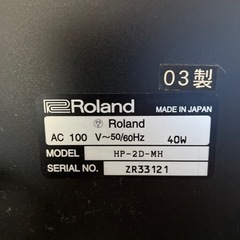 03製
Roland MADE IN JAPAN
Roland
AC 100 V~50/60Hz 40W
MODEL HP-2D-MH
SERIAL NO. ZR33121